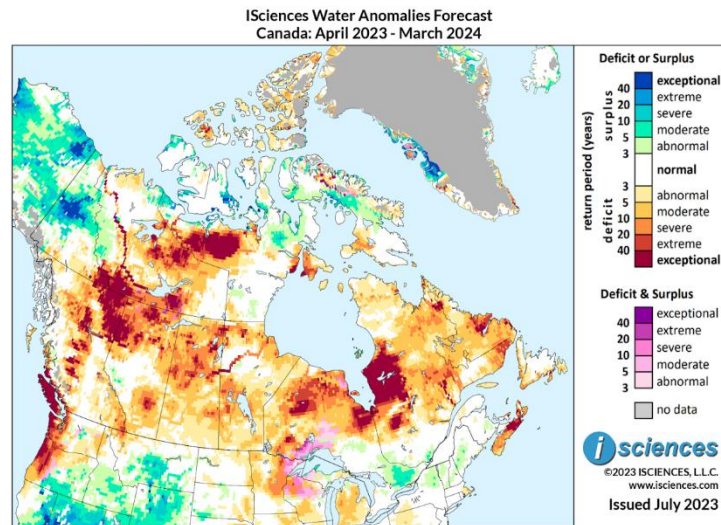 ISciences Water Anomalies Forecast
Canada: April 2023 - March 2024
Deficit or Surplus
return period (years)
surplus
deficit
40
20
10
5
3
3
5
10
20
40
exceptional
extreme
severe
moderate
abnormal
normal
abnormal
moderate
severe
extreme
exceptional
Deficit & Surplus
40
20
10
5
3
exceptional
extreme
severe
moderate
abnormal
no data
isciences
©2023 ISCIENCES, L.L.C.
www.isciences.com
Issued July 2023